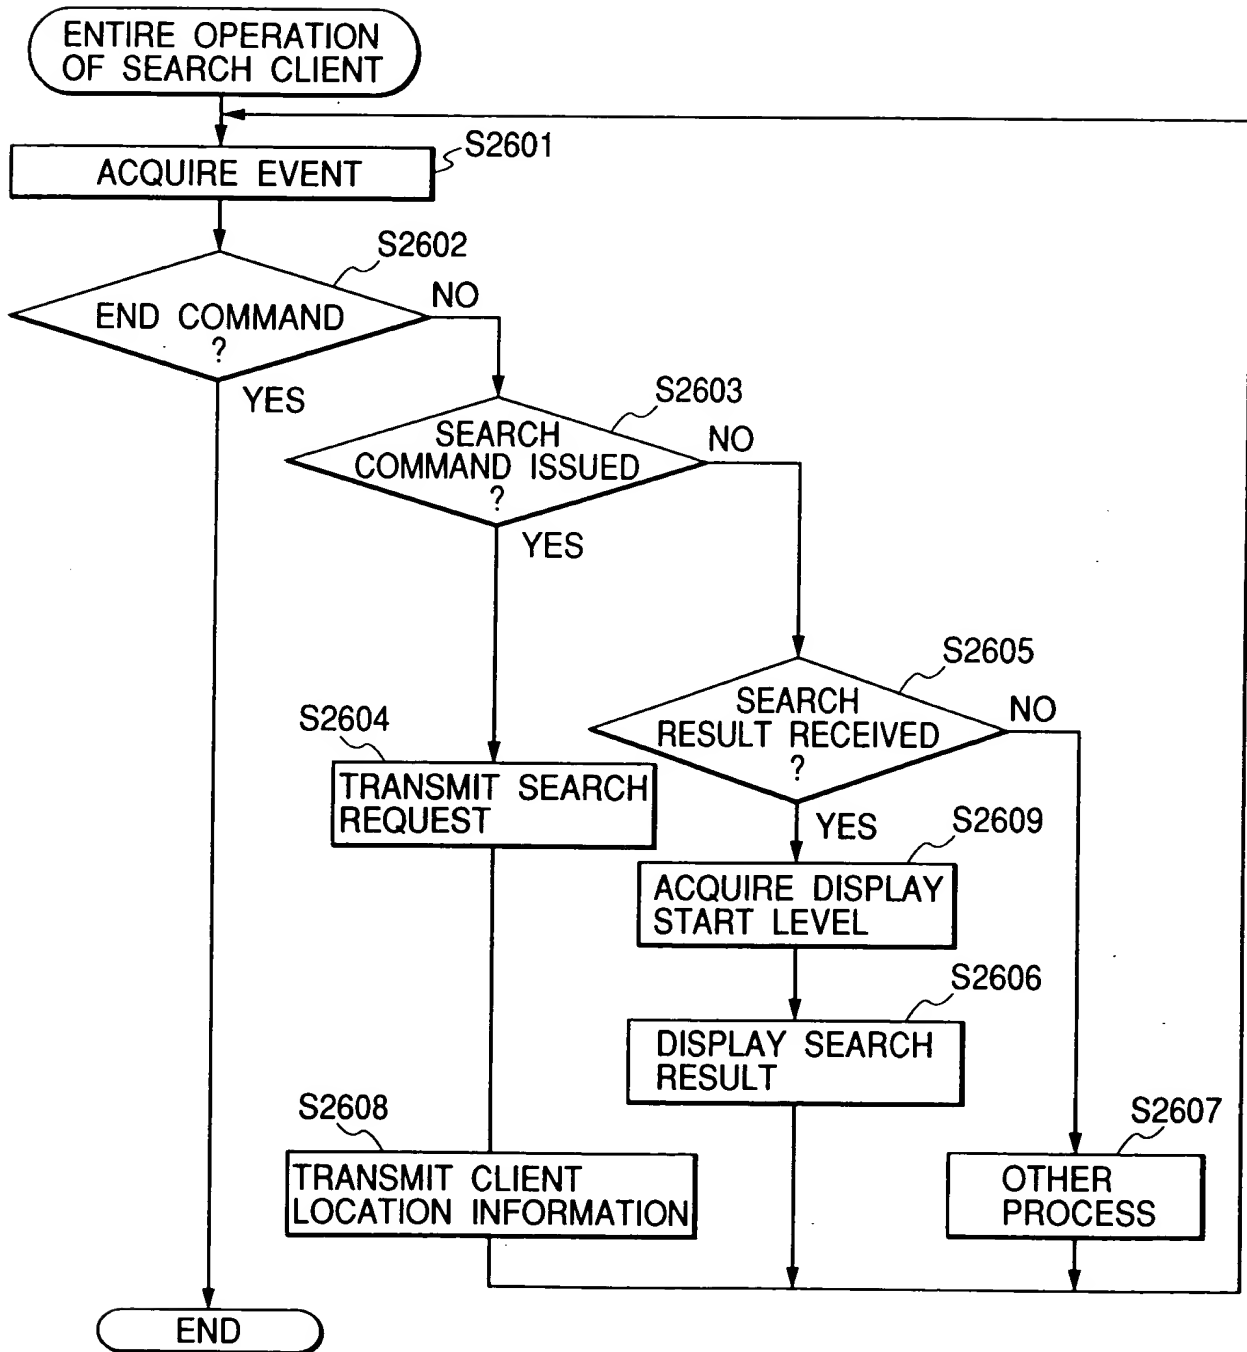 ENTIRE OPERATION
OF SEARCH CLIENT
S2601
ACQUIRE EVENT
S2602
END COMMAND
?
NO
YES
S2603
SEARCH
COMMAND ISSUED
?
NO
YES
S2605
SEARCH
RESULT RECEIVED
?
NO
YES
S2604
TRANSMIT SEARCH
REQUEST
S2609
ACQUIRE DISPLAY
START LEVEL
S2606
DISPLAY SEARCH
RESULT
S2608
TRANSMIT CLIENT
LOCATION INFORMATION
S2607
OTHER
PROCESS
END